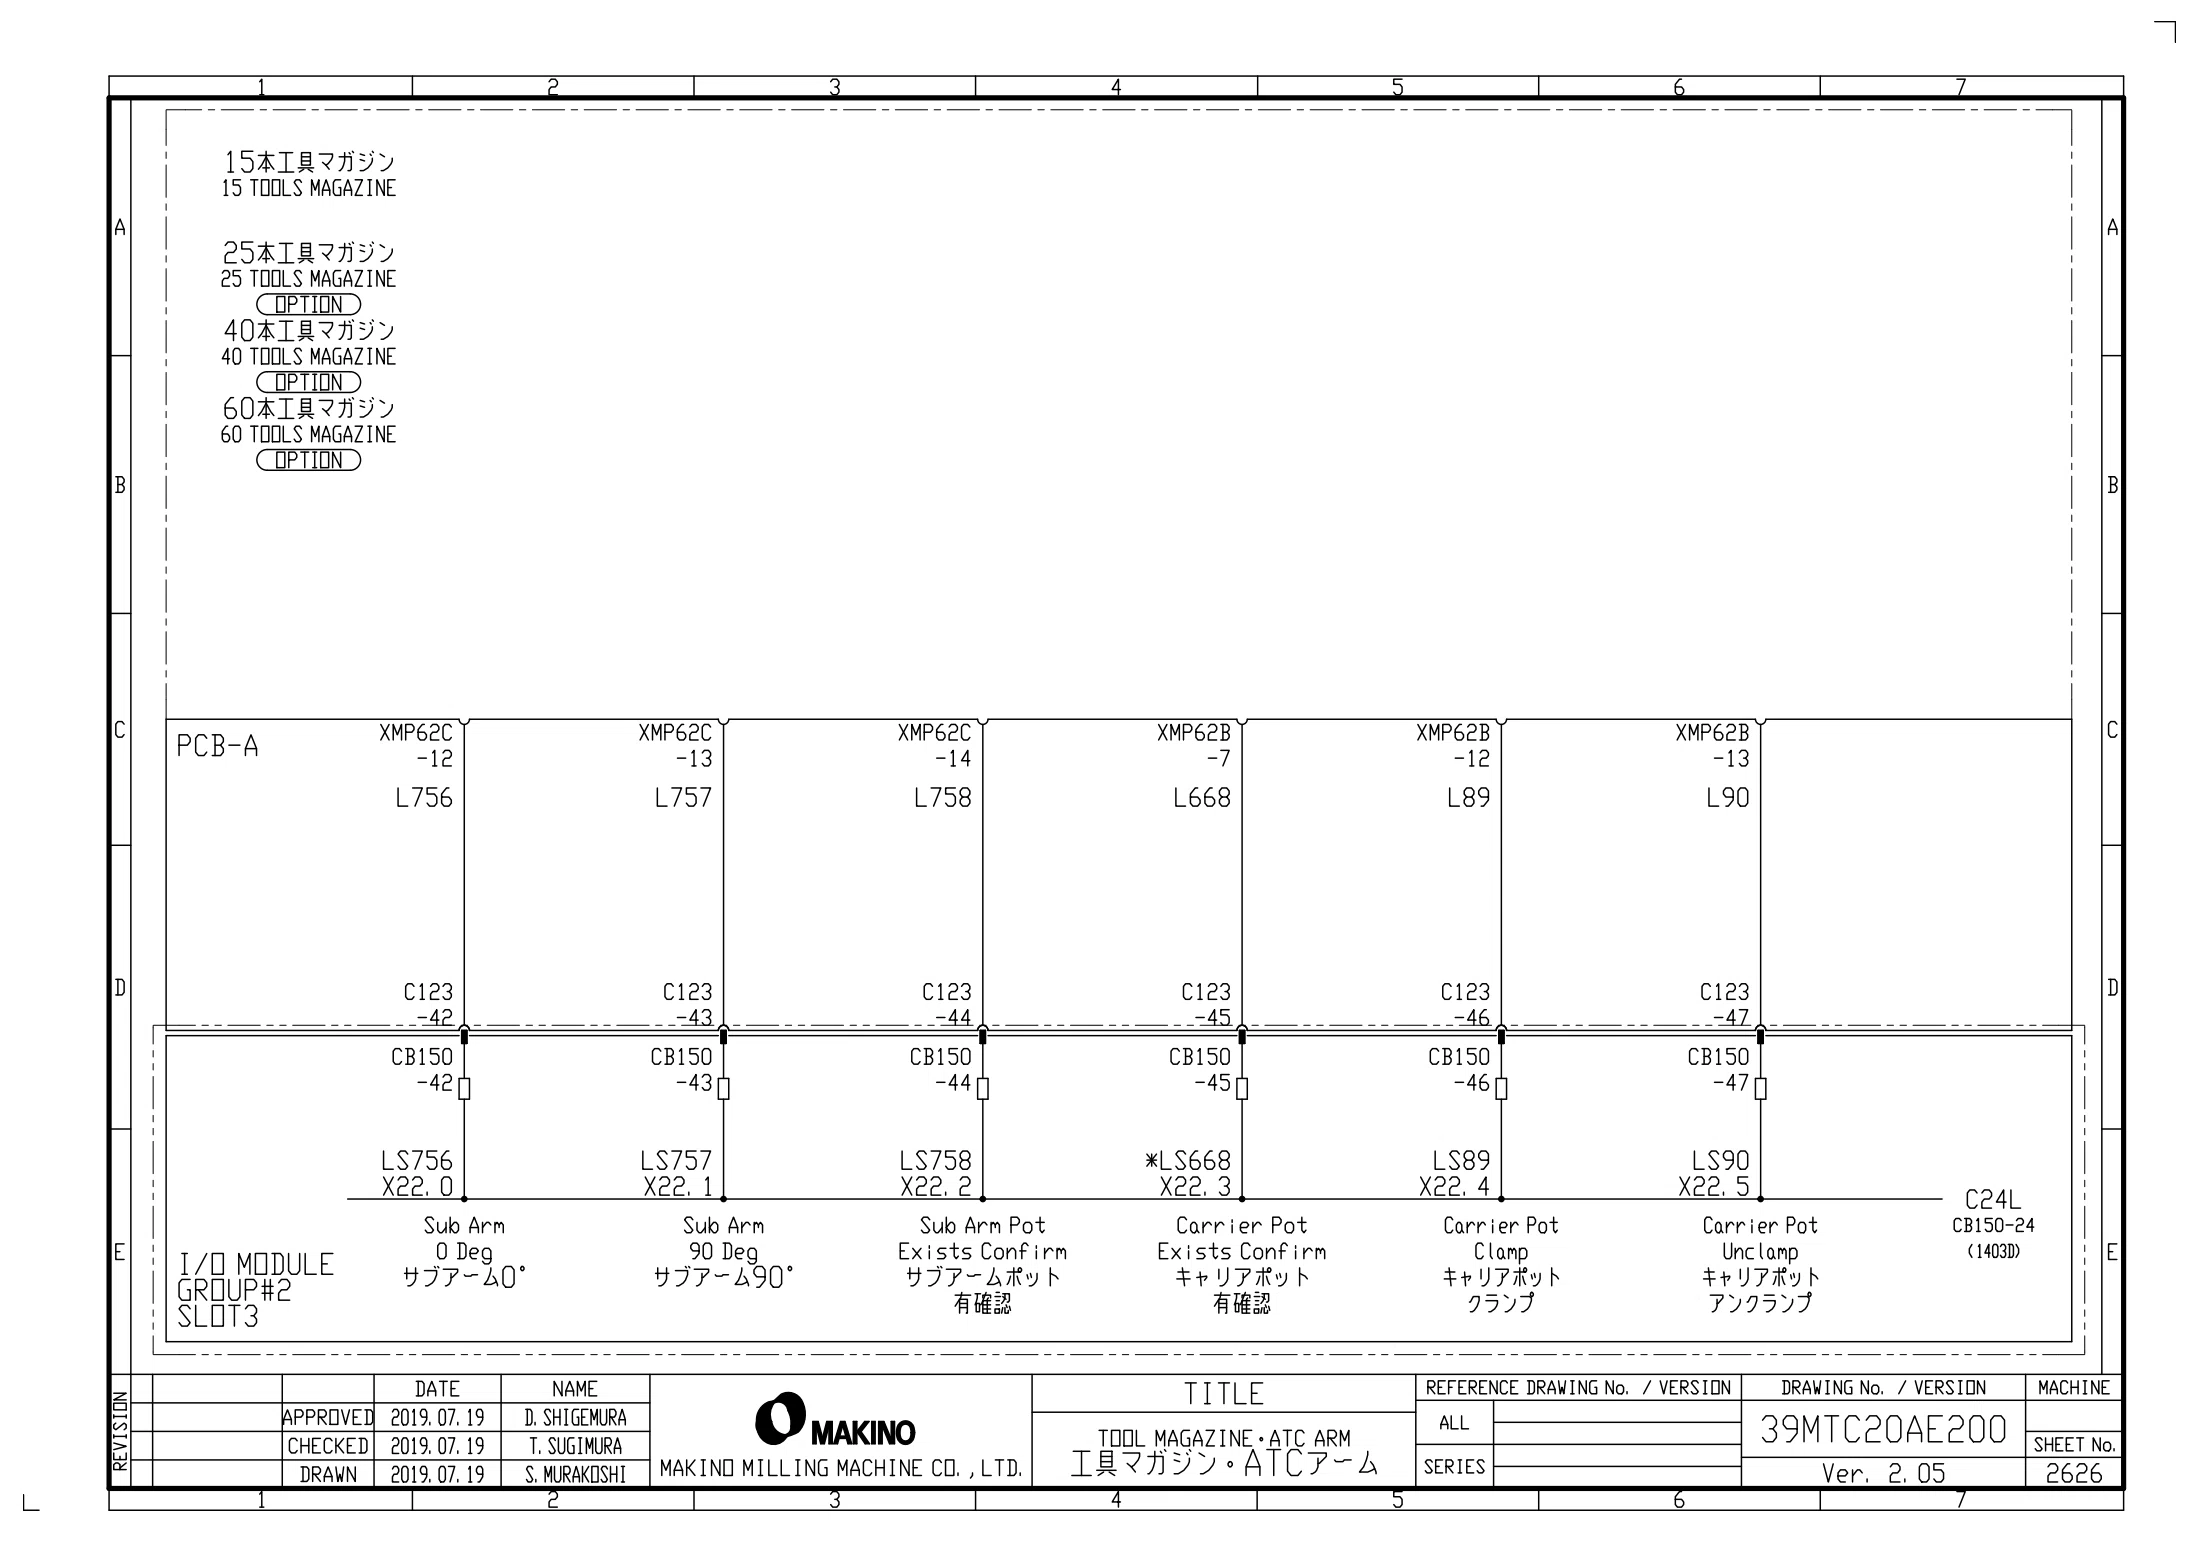 1 2 3 4 5 6 7
15本工具マガジン
15 TOOLS MAGAZINE
A A
25本工具マガジン
25 TOOLS MAGAZINE
OPTION
40本工具マガジン
40 TOOLS MAGAZINE
OPTION
60本工具マガジン
60 TOOLS MAGAZINE
OPTION
B B
C C
PCB-A
XMP62C XMP62C XMP62C XMP62B XMP62B XMP62B
-12 -13 -14 -7 -12 -13
L756 L757 L758 L668 L89 L90
D D
C123 C123 C123 C123 C123 C123
-42 -43 -44 -45 -46 -47
CB150 CB150 CB150 CB150 CB150 CB150
-42 -43 -44 -45 -46 -47
LS756 LS757 LS758 *LS668 LS89 LS90
X22.0 X22.1 X22.2 X22.3 X22.4 X22.5
C24L
CB150-24
(1403D)
E E
I/O MODULE
GROUP#2
SLOT3
Sub Arm
0 Deg
サブアーム0°
Sub Arm
90 Deg
サブアーム90°
Sub Arm Pot
Exists Confirm
サブアームポット
有確認
Carrier Pot
Exists Confirm
キャリアポット
有確認
Carrier Pot
Clamp
キャリアポット
クランプ
Carrier Pot
Unclamp
キャリアポット
アンクランプ
REVISION
DATE NAME
APPROVED 2019.07.19 D. SHIGEMURA
CHECKED 2019.07.19 T. SUGIMURA
DRAWN 2019.07.19 S. MURAKOSHI
MAKINO
MAKINO MILLING MACHINE CO.,LTD.
TITLE
TOOL MAGAZINE・ATC ARM
工具マガジン・ATCアーム
REFERENCE DRAWING No. / VERSION
ALL
SERIES
DRAWING No. / VERSION
39MTC20AE200
Ver. 2.05
MACHINE
SHEET No.
2626
1 2 3 4 5 6 7